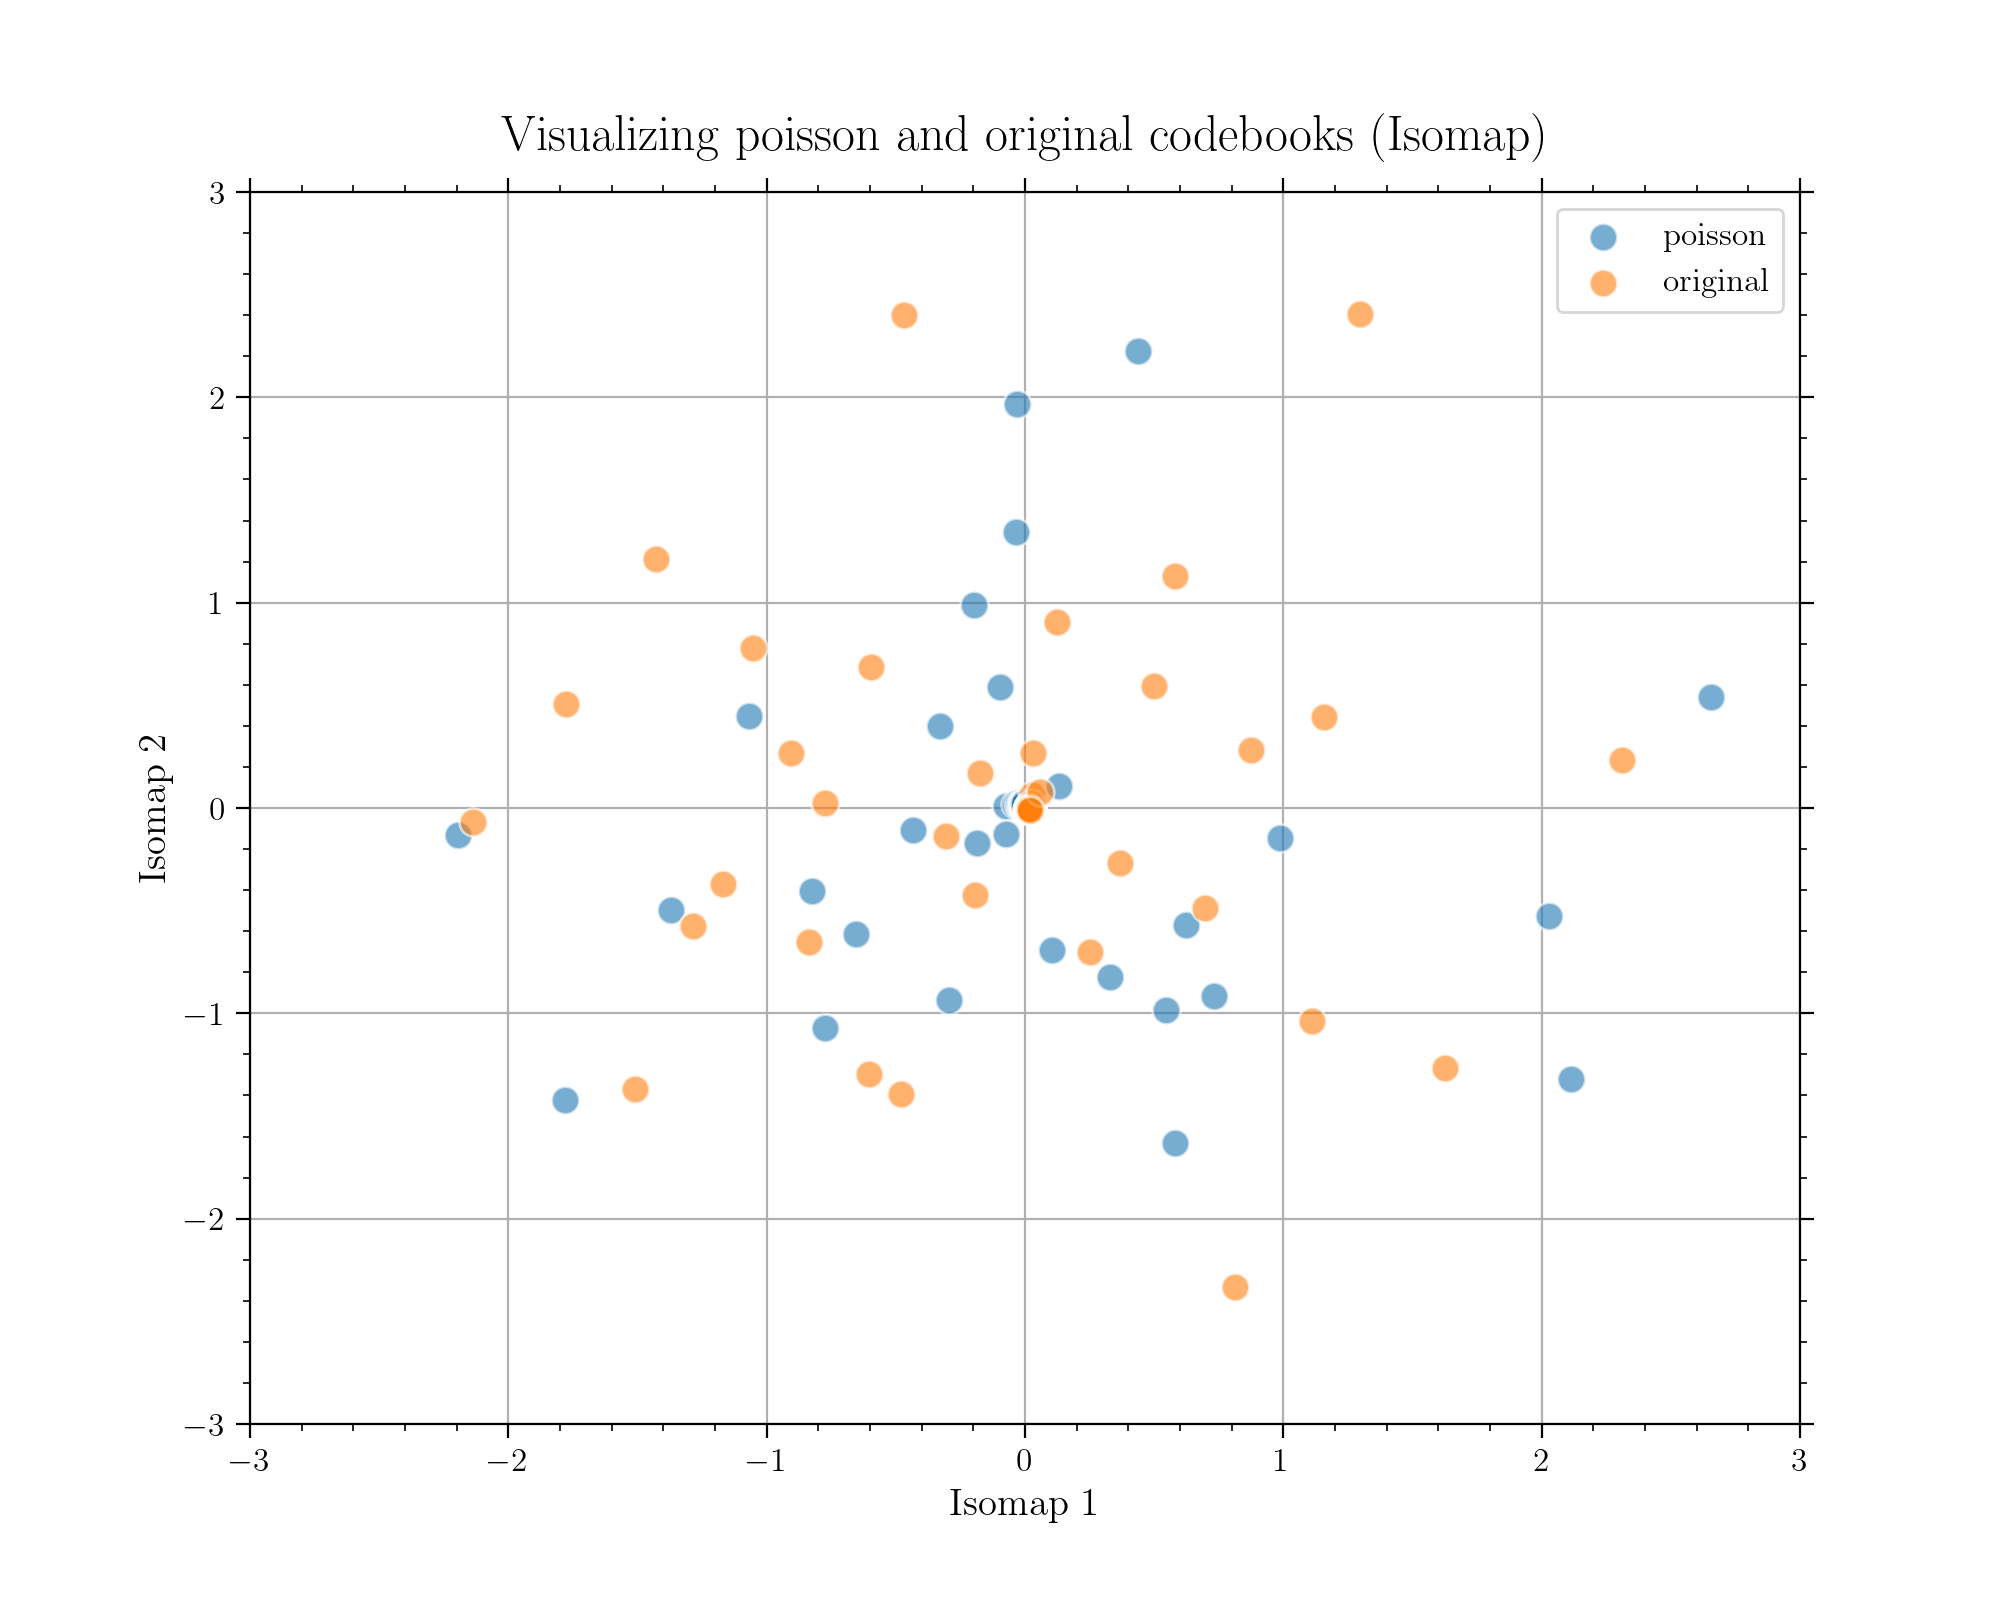 Visualizing poisson and original codebooks (Isomap)
poisson
original
3
2
1
0
−1
−2
−3
Isomap 2
−3
−2
−1
0
1
2
3
Isomap 1